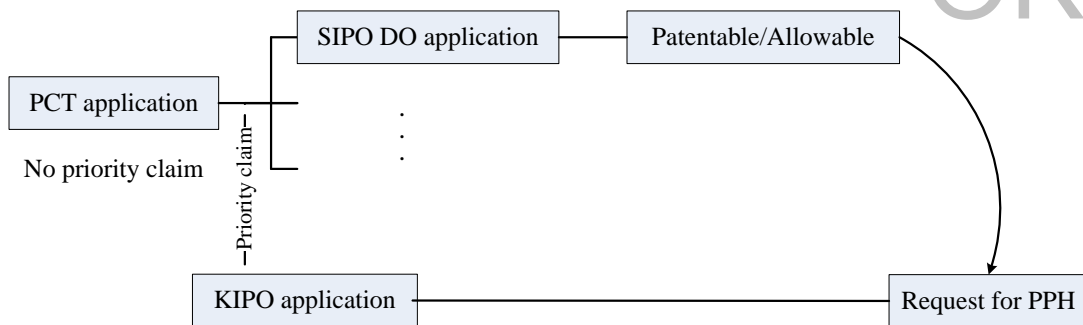 SIPO DO application
Patentable/Allowable
PCT application
No priority claim
Priority claim
KIPO application
Request for PPH